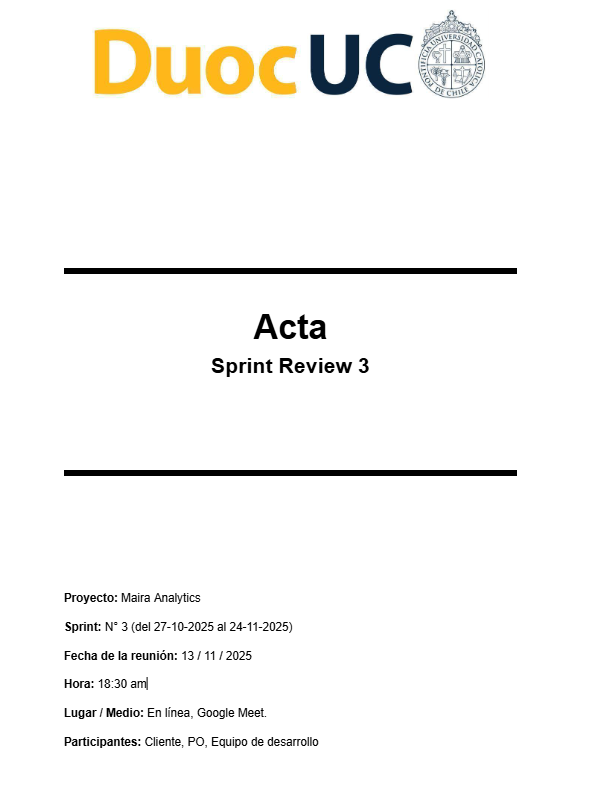 Duoc UC
PONTIFICIA UNIVERSIDAD CATOLICA DE CHILE
Acta
Sprint Review 3
Proyecto: Maira Analytics
Sprint: N° 3 (del 27-10-2025 al 24-11-2025)
Fecha de la reunión: 13 / 11 / 2025
Hora: 18:30 am
Lugar / Medio: En línea, Google Meet.
Participantes: Cliente, PO, Equipo de desarrollo